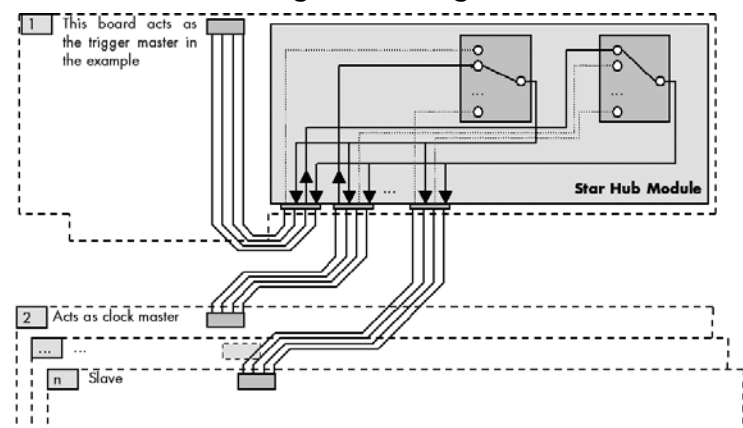 1 This board acts as
the trigger master in
the example
...
...
...
Star Hub Module
2 Acts as clock master
... ...
n Slave